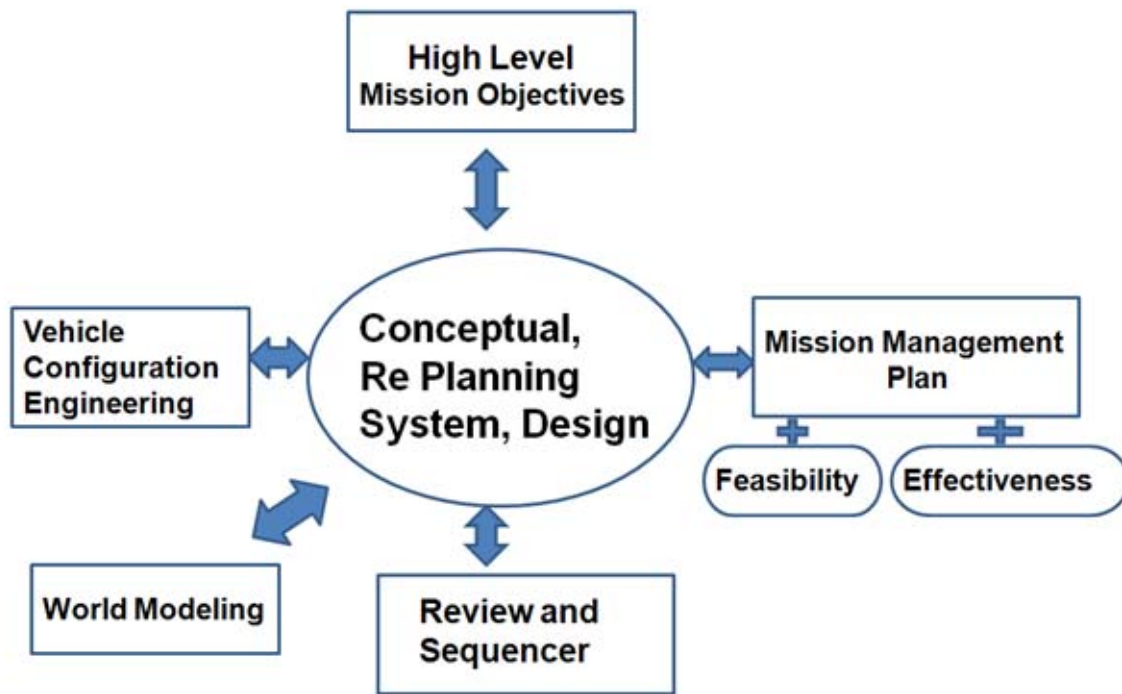 High Level
Mission Objectives
Vehicle
Configuration
Engineering
Conceptual,
Re Planning
System, Design
Mission Management
Plan
Feasibility
Effectiveness
World Modeling
Review and
Sequencer